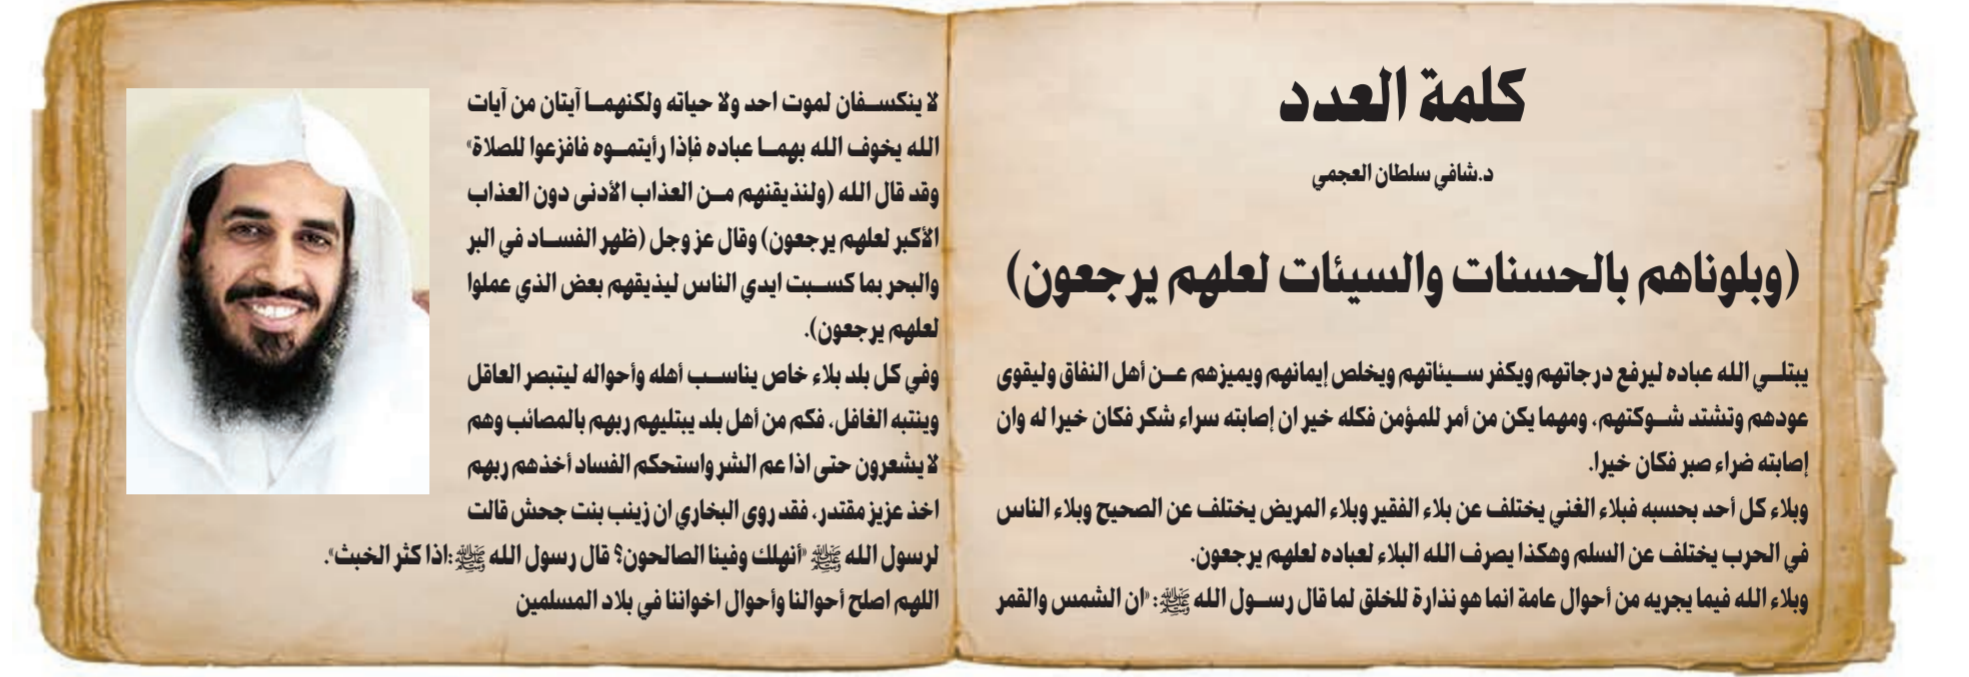 كلمة العدد
د.شافي سلطان العجمي
(وبلوناهم بالحسنات والسيئات لعلهم يرجعون)
يبتلي الله عباده ليرفع درجاتهم ويكفر سيئاتهم ويخلص إيمانهم ويميزهم عن أهل النفاق وليقوى
عودهم وتشتد شوكتهم. ومهما يكن من أمر للمؤمن فكله خير ان إصابته سراء شكر فكان خيرا له وان
إصابته ضراء صبر فكان خيرا.
وبلاء كل أحد بحسبه فبلاء الغني يختلف عن بلاء الفقير وبلاء المريض يختلف عن الصحيح وبلاء الناس
في الحرب يختلف عن السلم وهكذا يصرف الله البلاء لعباده لعلهم يرجعون.
وبلاء الله فيما يجريه من أحوال عامة انما هو نذارة للخلق لما قال رسول الله ﷺ: «ان الشمس والقمر
لا ينكسفان لموت احد ولا حياته ولكنهما آيتان من آيات
الله يخوف الله بهما عباده فإذا رأيتموه فافزعوا للصلاة»
وقد قال الله (ولنذيقنهم من العذاب الأدنى دون العذاب
الأكبر لعلهم يرجعون) وقال عز وجل (ظهر الفساد في البر
والبحر بما كسبت ايدي الناس ليذيقهم بعض الذي عملوا
لعلهم يرجعون).
وفي كل بلد بلاء خاص يناسب أهله وأحواله ليتبصر العاقل
وينتبه الغافل. فكم من أهل بلد يبتليهم ربهم بالمصائب وهم
لا يشعرون حتى اذا عم الشر واستحكم الفساد أخذهم ربهم
اخذ عزيز مقتدر. فقد روى البخاري ان زينب بنت جحش قالت
لرسول الله ﷺ «أنهلك وفينا الصالحون؟ قال رسول الله ﷺ :اذا كثر الخبث».
اللهم اصلح أحوالنا وأحوال اخواننا في بلاد المسلمين